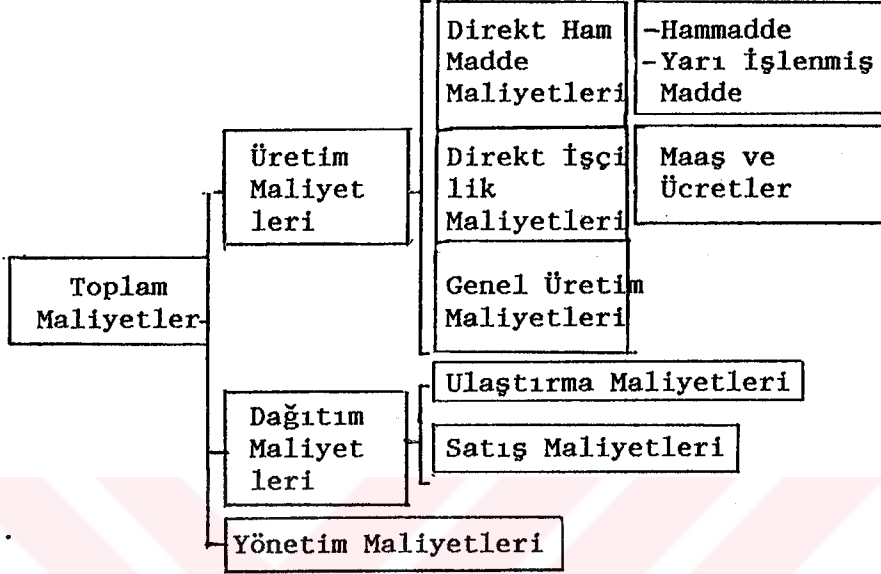 Direkt Ham
Madde
Maliyetleri
-Hammadde
-Yarı İşlenmiş
Madde
Üretim
Maliyet
leri
Direkt İşçi
lik
Maliyetleri
Maaş ve
Ücretler
Toplam
Maliyetler
Genel Üretim
Maliyetleri
Dağıtım
Maliyet
leri
Ulaştırma Maliyetleri
Satış Maliyetleri
Yönetim Maliyetleri